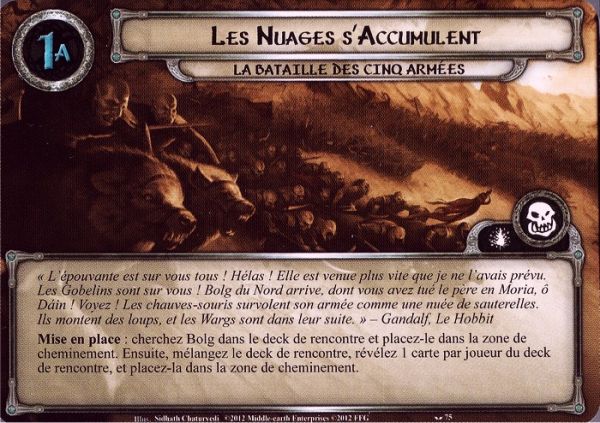 1A
Les Nuages s'Accumulent
La Bataille des Cinq Armées
« L'épouvante est sur vous tous ! Hélas ! Elle est venue plus vite que je ne l'avais prévu.
Les Gobelins sont sur vous ! Bolg du Nord arrive, dont vous avez tué le père en Moria, ô
Dáin ! Voyez ! Les chauves-souris survolent son armée comme une nuée de sauterelles.
Ils montent des loups, et les Wargs sont dans leur suite. » – Gandalf, Le Hobbit
Mise en place : cherchez Bolg dans le deck de rencontre et placez-le dans la zone de
cheminement. Ensuite, mélangez le deck de rencontre, révélez 1 carte par joueur du deck
de rencontre, et placez-la dans la zone de cheminement.
Illus. Sidhath Chaturvedi ©2012 Middle-earth Enterprises ©2012 FFG 75